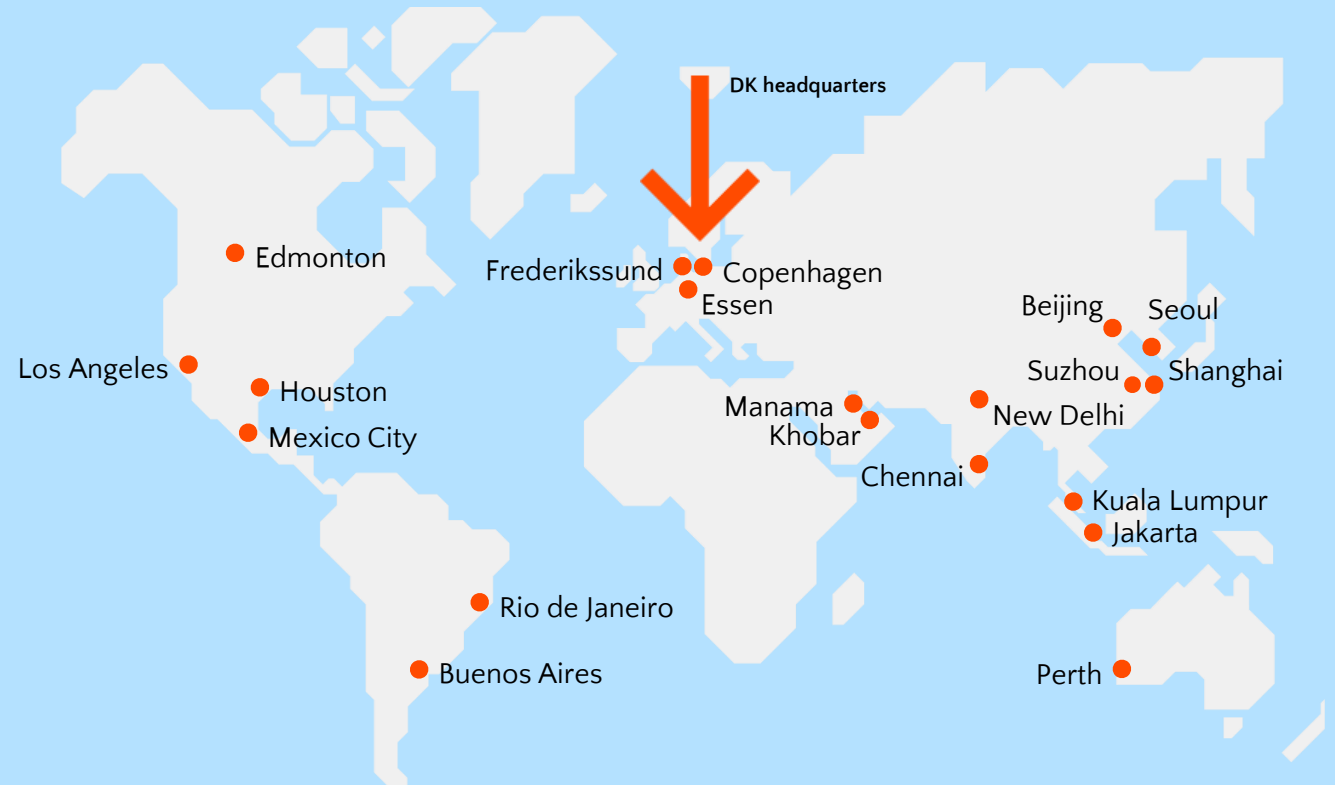 DK headquarters
Edmonton
Frederikssund
Copenhagen
Essen
Beijing
Seoul
Los Angeles
Houston
Suzhou
Shanghai
Manama
New Delhi
Mexico City
Khobar
Chennai
Kuala Lumpur
Jakarta
Rio de Janeiro
Buenos Aires
Perth